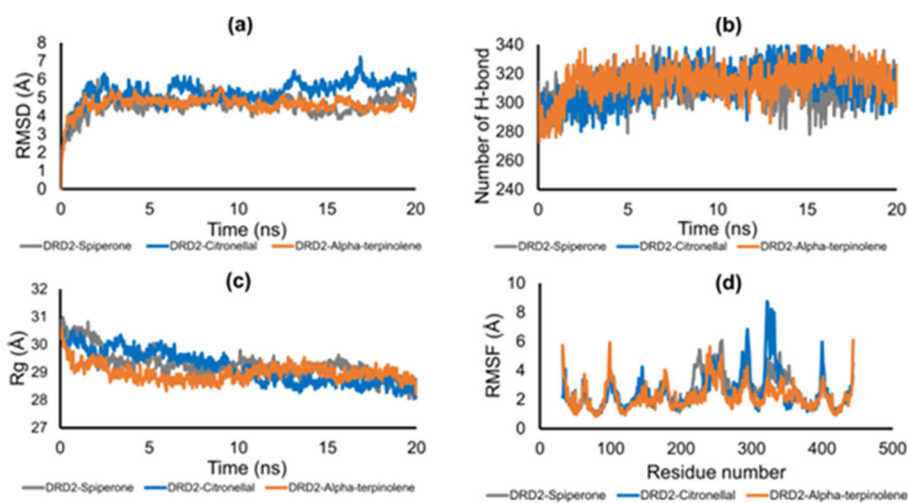 (a)
8
7
6
5
4
3
2
1
0
RMSD (Å)
0 5 10 15 20
Time (ns)
DRD2-Spiperone DRD2-Citronellal DRD2-Alpha-terpinolene
(b)
340
320
300
280
260
240
Number of H-bond
0 5 10 15 20
Time (ns)
DRD2-Spiperone DRD2-Citronellal DRD2-Alpha-terpinolene
(c)
32
31
30
29
28
27
Rg (Å)
0 5 10 15 20
Time (ns)
DRD2-Spiperone DRD2-Citronellal DRD2-Alpha-terpinolene
(d)
10
8
6
4
2
0
RMSF (Å)
0 100 200 300 400 500
Residue number
DRD2-Spiperone DRD2-Citronellal DRD2-Alpha-terpinolene